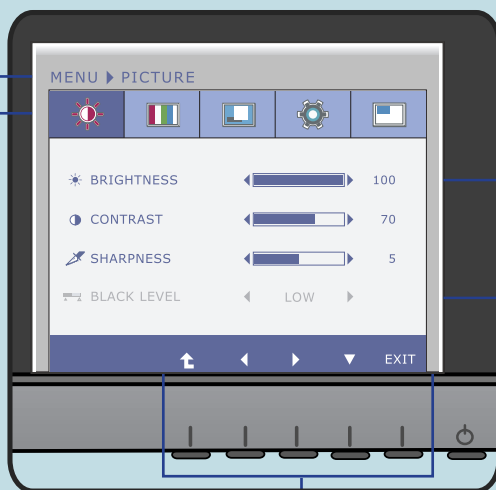 MENU PICTURE
BRIGHTNESS 100
CONTRAST 70
SHARPNESS 5
BLACK LEVEL LOW
EXIT